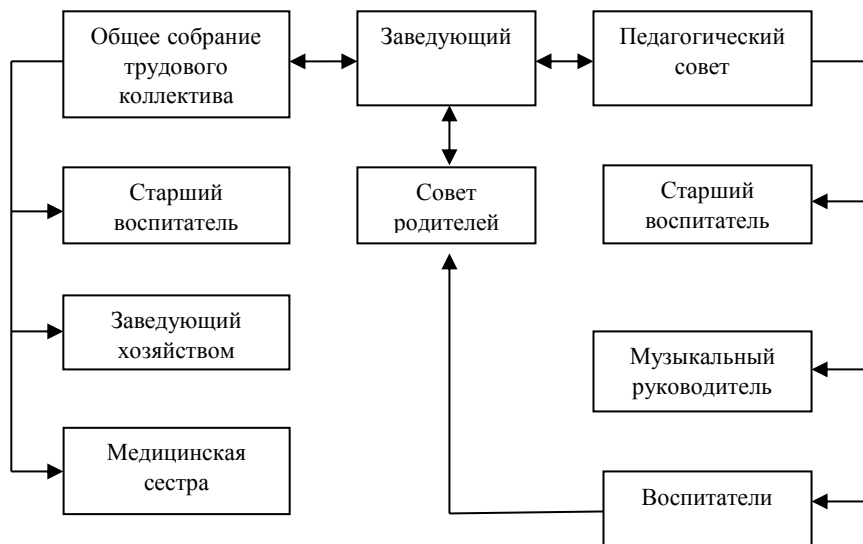 Общее собрание
трудового
коллектива
Заведующий
Педагогический
совет
Старший
воспитатель
Совет
родителей
Старший
воспитатель
Заведующий
хозяйством
Музыкальный
руководитель
Медицинская
сестра
Воспитатели